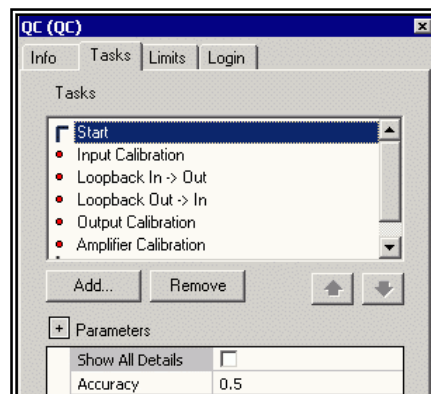 QC (QC)
Info Tasks Limits Login
Tasks
Start
Input Calibration
Loopback In -> Out
Loopback Out -> In
Output Calibration
Amplifier Calibration
Add... Remove
Parameters
Show All Details
Accuracy 0.5